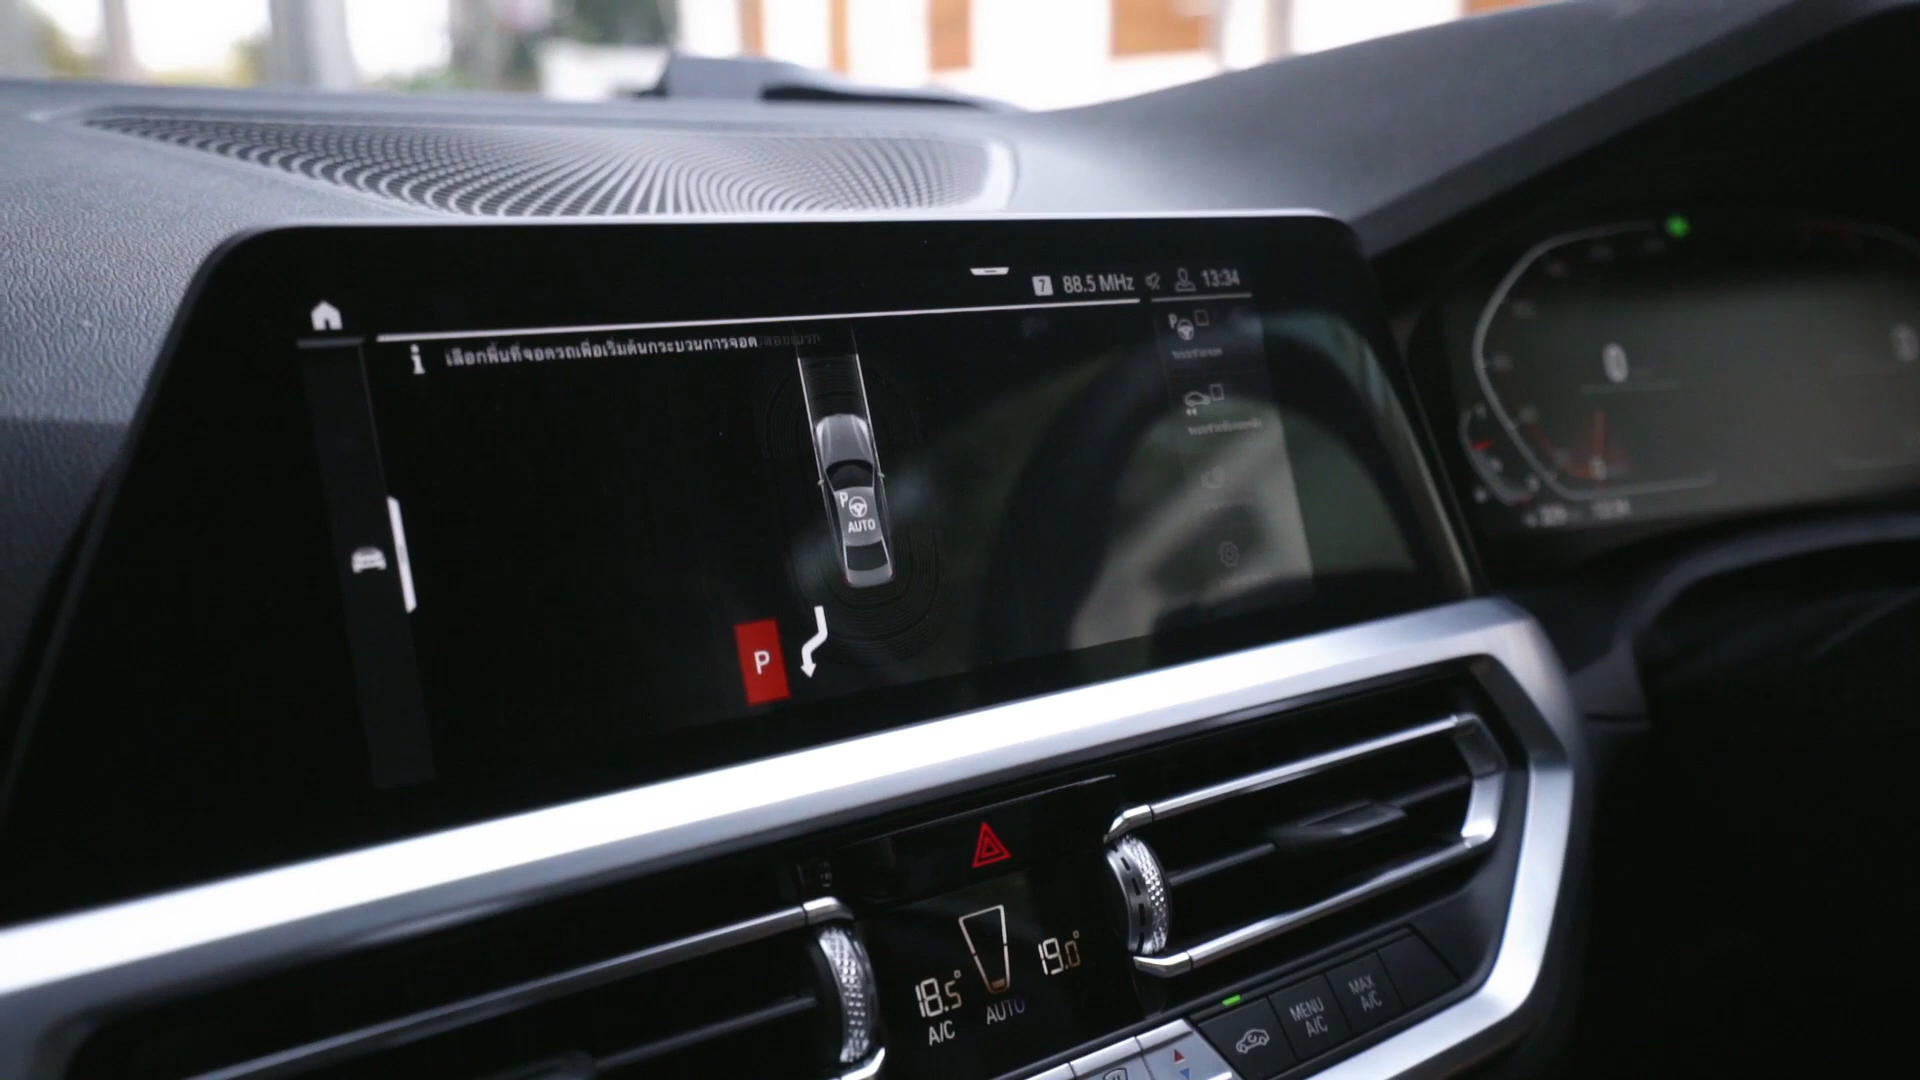 7 88.5 MHz 13:34
เลือกพื้นที่จอดรถเพื่อเริ่มต้นกระบวนการจอด
P
P
AUTO
P
0
18.5°
A/C
AUTO
19.0°
MENU
A/C
MAX
A/C